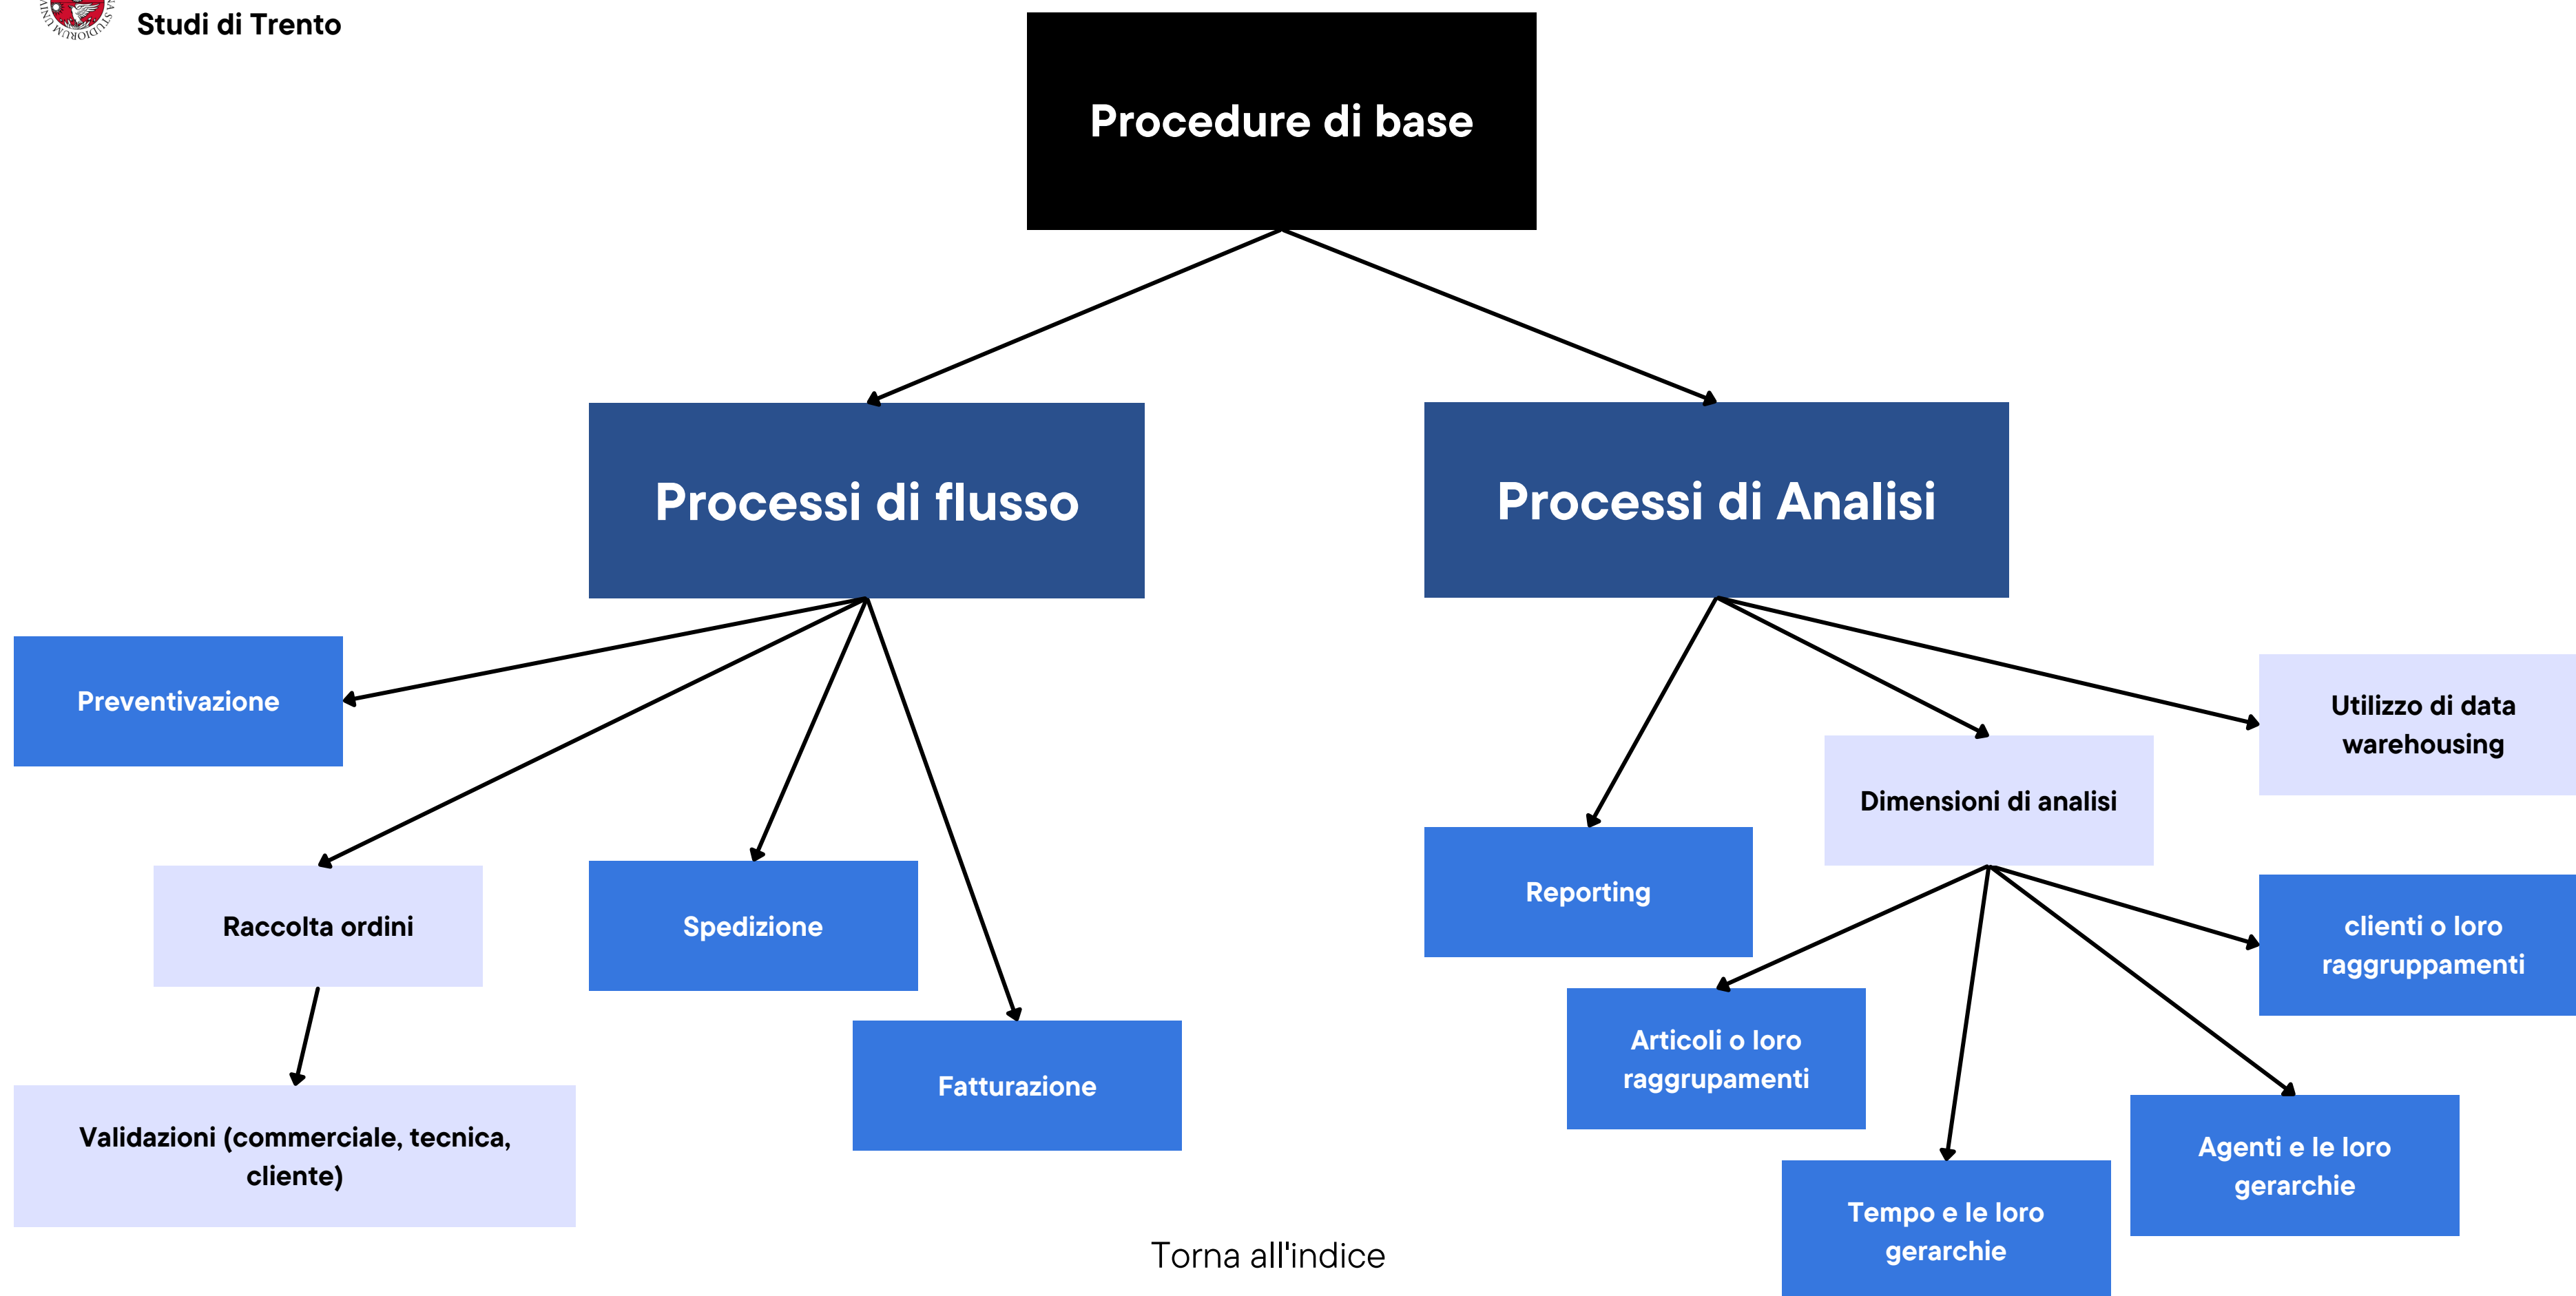 Studi di Trento
Procedure di base
Processi di flusso
Processi di Analisi
Preventivazione
Utilizzo di data
warehousing
Dimensioni di analisi
Raccolta ordini
Spedizione
Reporting
clienti o loro
raggruppamenti
Articoli o loro
raggrupamenti
Fatturazione
Validazioni (commerciale, tecnica,
cliente)
Agenti e le loro
gerarchie
Tempo e le loro
gerarchie
Torna all'indice